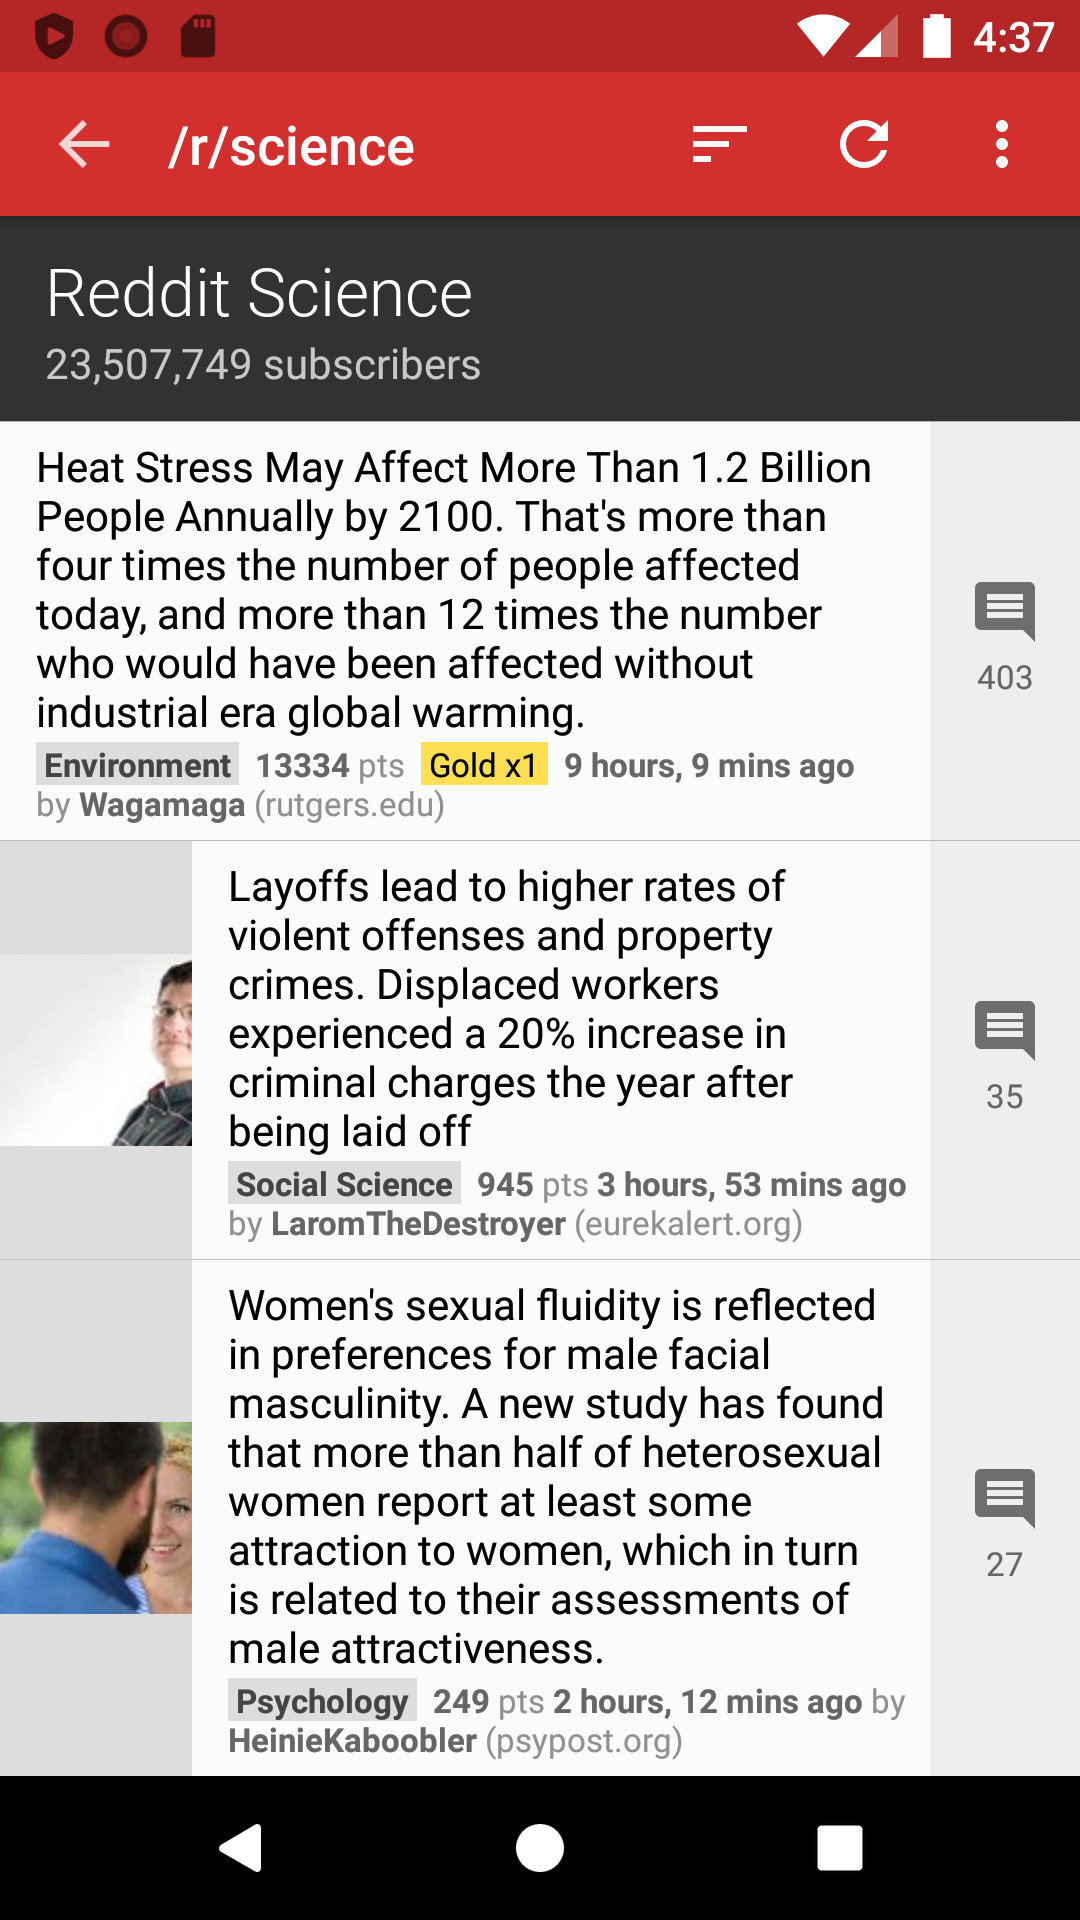 4:37
/r/science
Reddit Science
23,507,749 subscribers
Heat Stress May Affect More Than 1.2 Billion
People Annually by 2100. That's more than
four times the number of people affected
today, and more than 12 times the number
who would have been affected without
industrial era global warming.
Environment 13334 pts Gold x1 9 hours, 9 mins ago
by Wagamaga (rutgers.edu)
403
Layoffs lead to higher rates of
violent offenses and property
crimes. Displaced workers
experienced a 20% increase in
criminal charges the year after
being laid off
Social Science 945 pts 3 hours, 53 mins ago
by LaromTheDestroyer (eurekalert.org)
35
Women's sexual fluidity is reflected
in preferences for male facial
masculinity. A new study has found
that more than half of heterosexual
women report at least some
attraction to women, which in turn
is related to their assessments of
male attractiveness.
Psychology 249 pts 2 hours, 12 mins ago by
HeinieKaboobler (psypost.org)
27